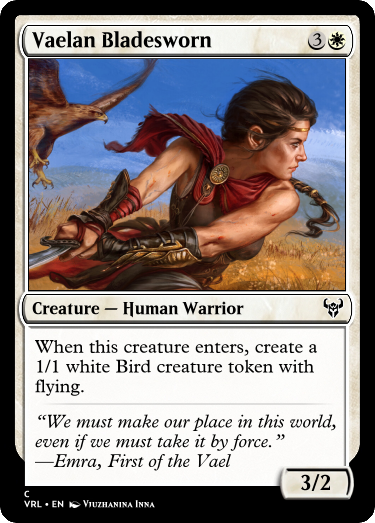 Vaelan Bladesworn 3
Creature — Human Warrior
When this creature enters, create a
1/1 white Bird creature token with
flying.
“We must make our place in this world,
even if we must take it by force.”
—Emra, First of the Vael
3/2
C
VRL • EN Viuzhanina Inna